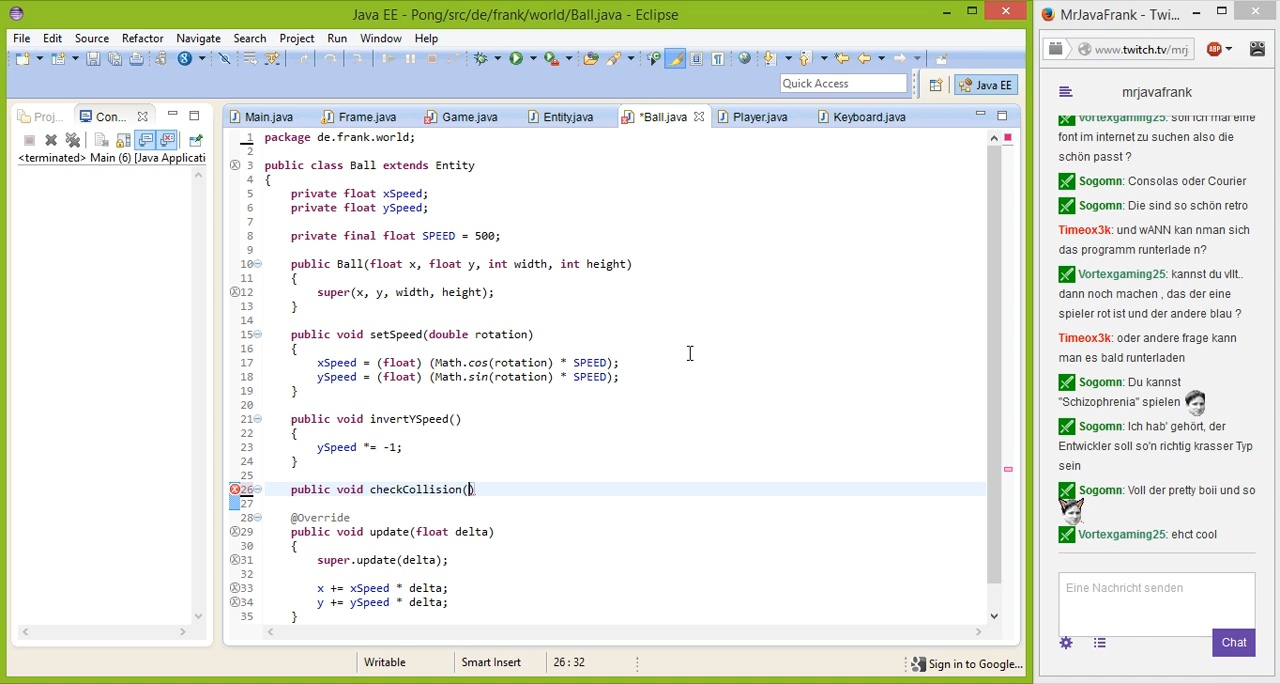 Java EE - Pong/src/de/frank/world/Ball.java - Eclipse
File Edit Source Refactor Navigate Search Project Run Window Help
Quick Access
Java EE
Proj...
Con...
<terminated> Main (6) [Java Applicati
Main.java
Frame.java
Game.java
Entity.java
*Ball.java
Player.java
Keyboard.java
1 package de.frank.world;
2
3 public class Ball extends Entity
4 {
5 private float xSpeed;
6 private float ySpeed;
7
8 private final float SPEED = 500;
9
10 public Ball(float x, float y, int width, int height)
11 {
12 super(x, y, width, height);
13 }
14
15 public void setSpeed(double rotation)
16 {
17 xSpeed = (float) (Math.cos(rotation) * SPEED);
18 ySpeed = (float) (Math.sin(rotation) * SPEED);
19 }
20
21 public void invertYSpeed()
22 {
23 ySpeed *= -1;
24 }
25
26 public void checkCollision()
27
28 @Override
29 public void update(float delta)
30 {
31 super.update(delta);
32
33 x += xSpeed * delta;
34 y += ySpeed * delta;
35 }
Writable
Smart Insert
26 : 32
Sign in to Google...
MrJavaFrank - Twi...
www.twitch.tv/mrj
ABP
mrjavafrank
Vortexgaming25: soll ich mal eine
font im internet zu suchen also die
schön passt ?
Sogomn: Consolas oder Courier
Sogomn: Die sind so schön retro
Timeox3k: und wANN kan nman sich
das programm runterlade n?
Vortexgaming25: kannst du vllt..
dann noch machen , das der eine
spieler rot ist und der andere blau ?
Timeox3k: oder andere frage kann
man es bald runterladen
Sogomn: Du kannst
"Schizophrenia" spielen
Sogomn: Ich hab' gehört, der
Entwickler soll so'n richtig krasser Typ
sein
Sogomn: Voll der pretty boii und so
Vortexgaming25: ehct cool
Eine Nachricht senden
Chat